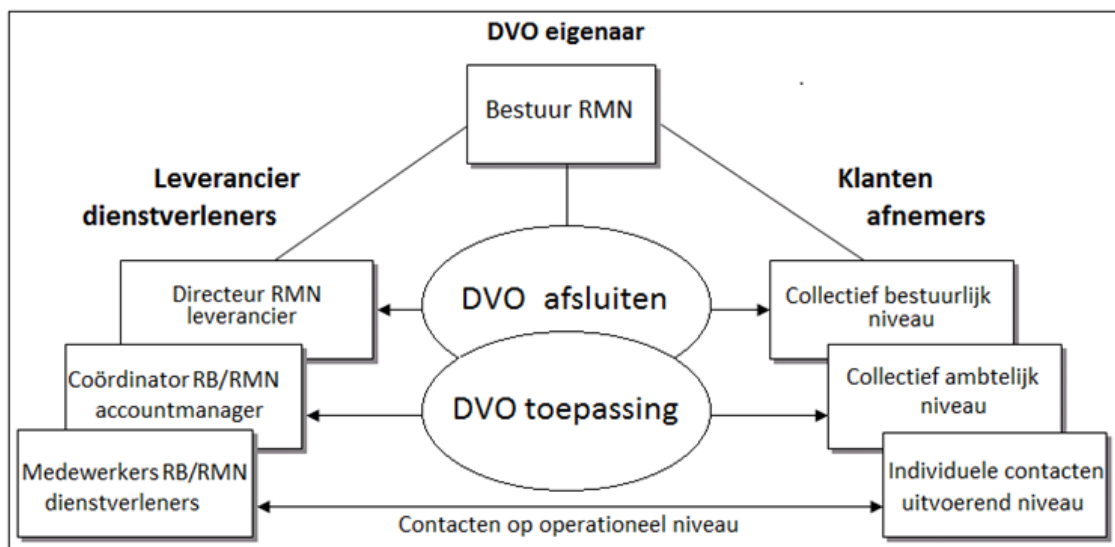 DVO eigenaar
Bestuur RMN
Leverancier
dienstverleners
Klanten
afnemers
Directeur RMN
leverancier
DVO afsluiten
Collectief bestuurlijk
niveau
Coördinator RB/RMN
accountmanager
DVO toepassing
Collectief ambtelijk
niveau
Medewerkers RB/RMN
dienstverleners
Individuele contacten
uitvoerend niveau
Contacten op operationeel niveau